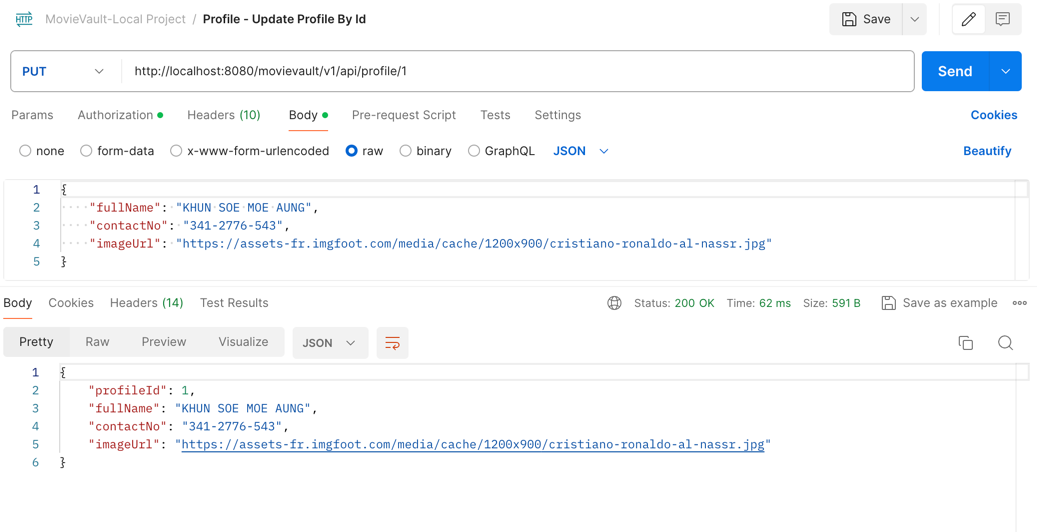 HTTP MovieVault-Local Project / Profile - Update Profile By Id Save
PUT http://localhost:8080/movievault/v1/api/profile/1 Send
Params Authorization Headers (10) Body Pre-request Script Tests Settings Cookies
none form-data x-www-form-urlencoded raw binary GraphQL JSON Beautify
1 {
2 ····"fullName":·"KHUN·SOE·MOE·AUNG",
3 ····"contactNo":·"341-2776-543",
4 ····"imageUrl":·"https://assets-fr.imgfoot.com/media/cache/1200x900/cristiano-ronaldo-al-nassr.jpg"
5 }
Body Cookies Headers (14) Test Results Status: 200 OK Time: 62 ms Size: 591 B Save as example
Pretty Raw Preview Visualize JSON
1 {
2 "profileId": 1,
3 "fullName": "KHUN SOE MOE AUNG",
4 "contactNo": "341-2776-543",
5 "imageUrl": "https://assets-fr.imgfoot.com/media/cache/1200x900/cristiano-ronaldo-al-nassr.jpg"
6 }